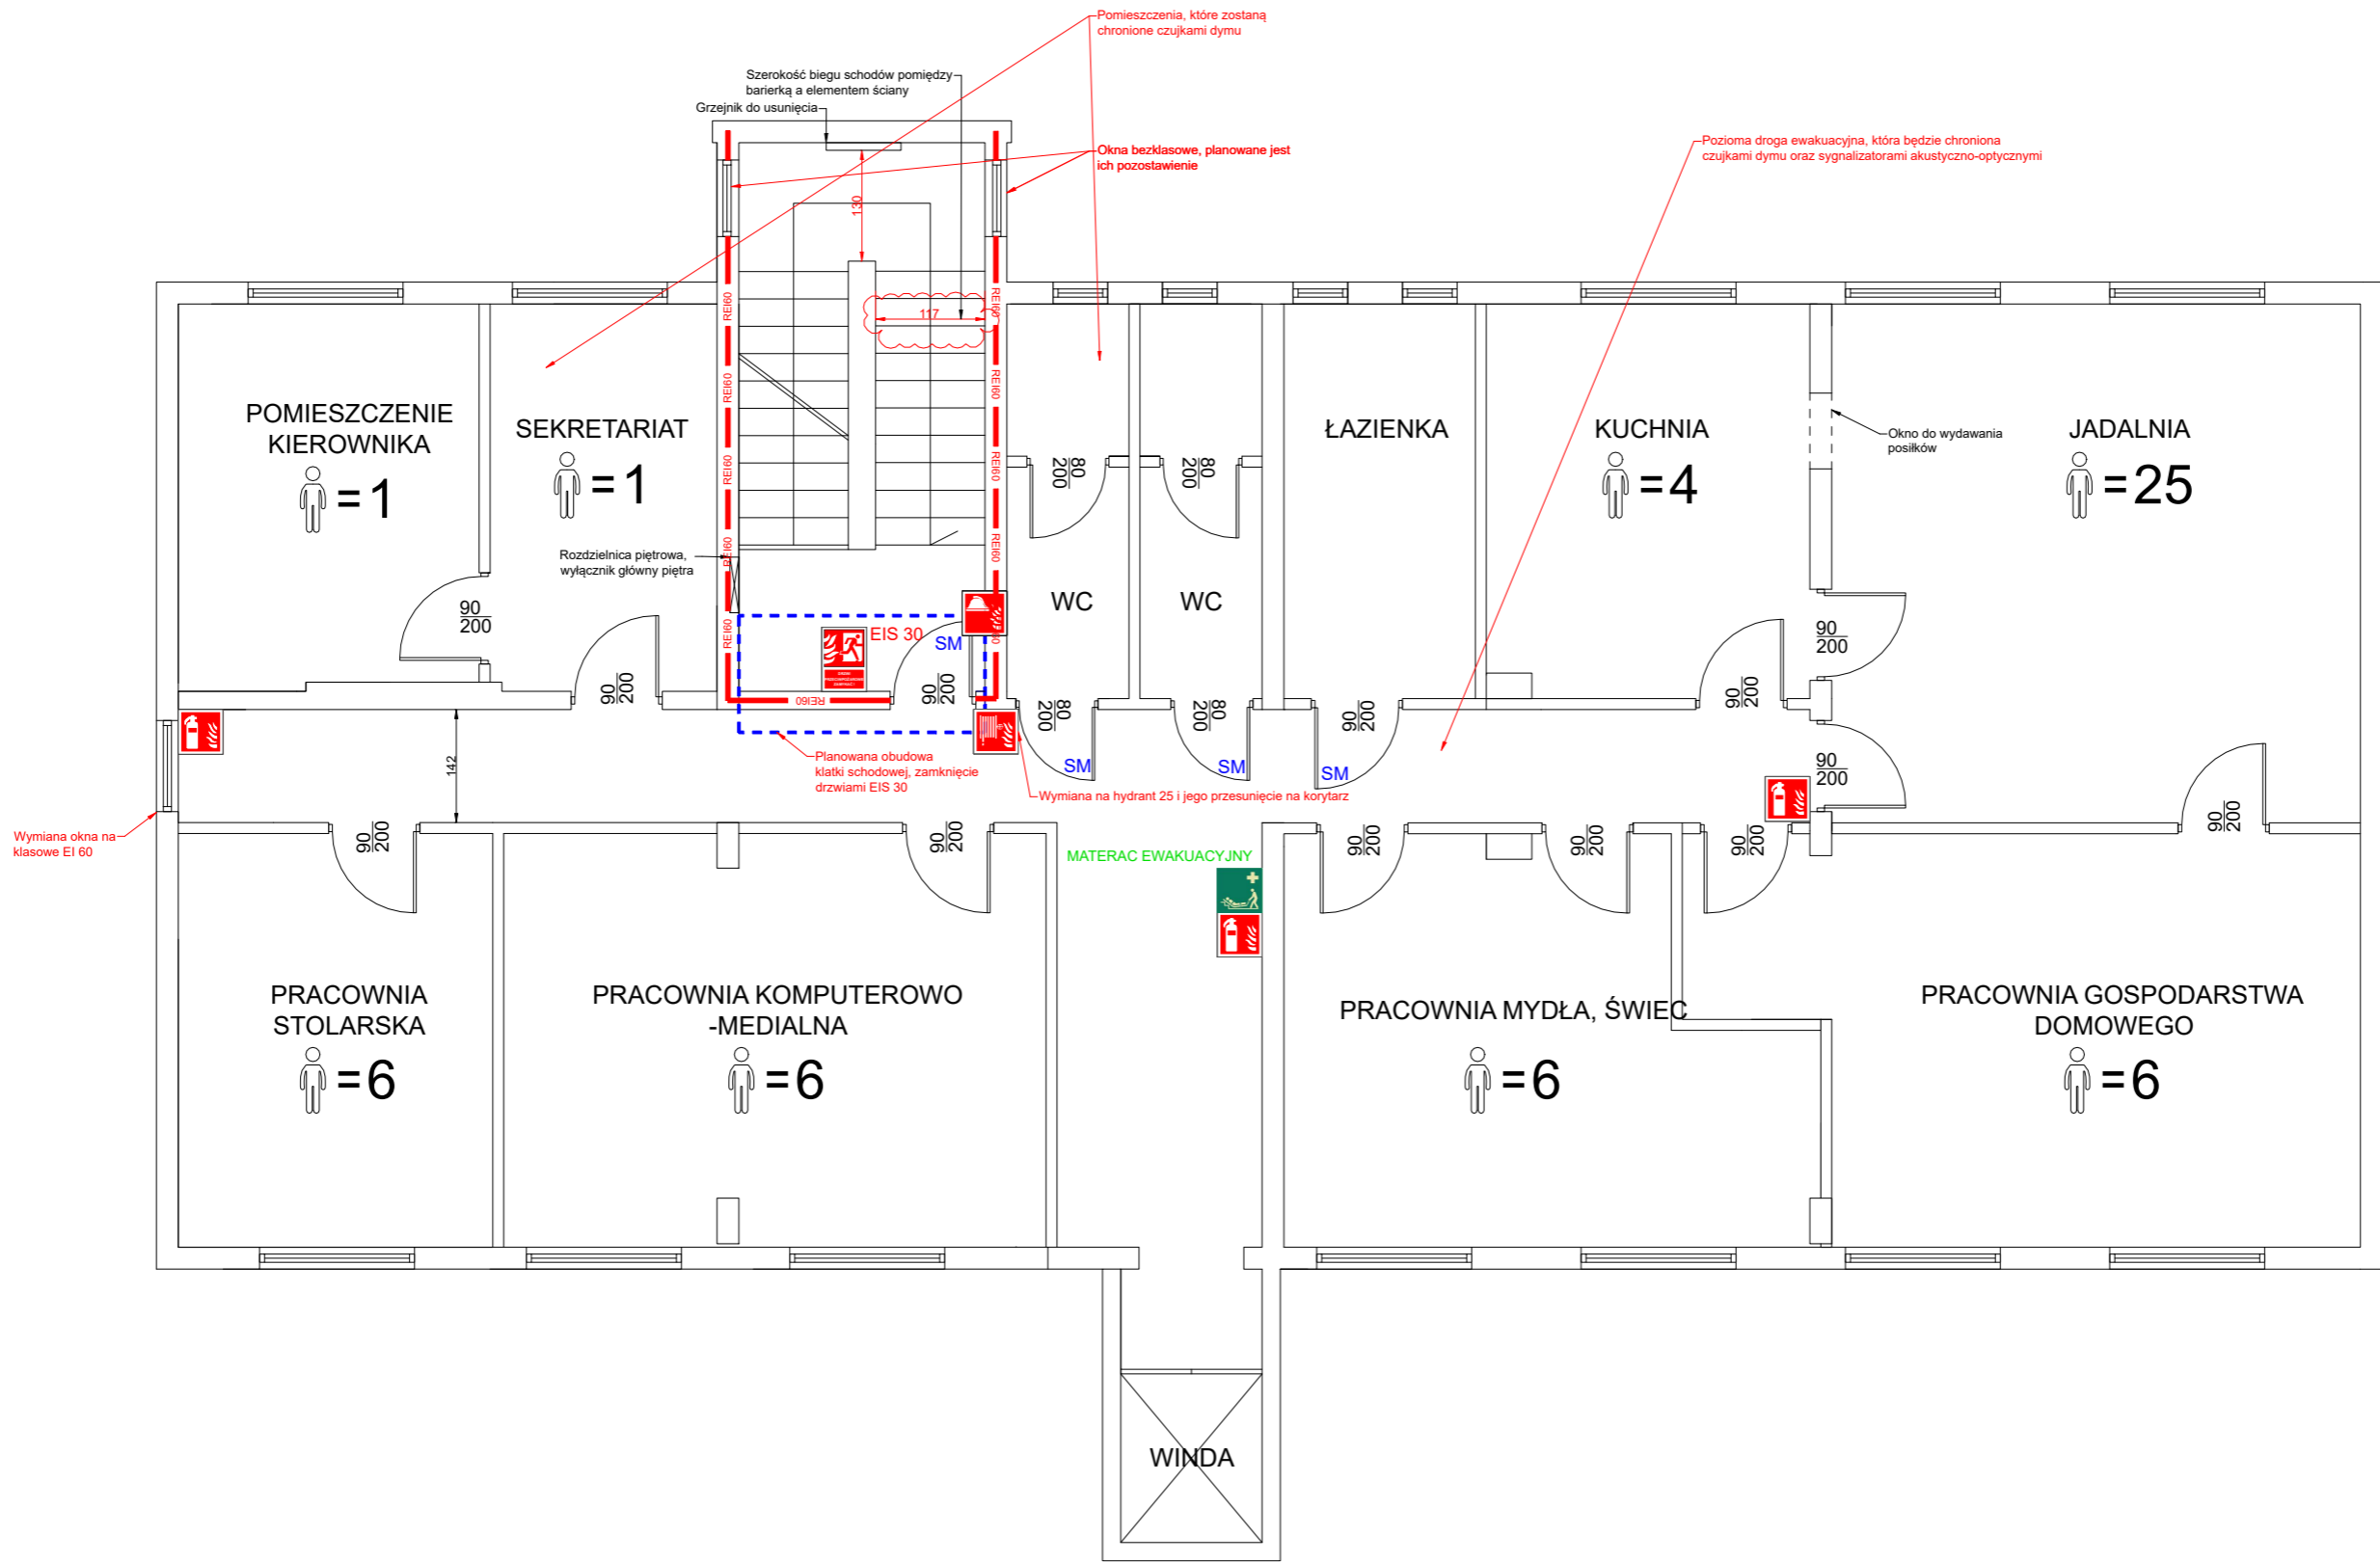 Pomieszczenia, które zostaną
chronione czujkami dymu
Szerokość biegu schodów pomiędzy
barierką a elementem ściany
Grzejnik do usunięcia
Okna bezklasowe, planowane jest
ich pozostawienie
Pozioma droga ewakuacyjna, która będzie chroniona
czujkami dymu oraz sygnalizatorami akustyczno-optycznymi
130
117
REI60
REI60
REI60
REI60
REI60
REI60
REI60
REI60
REI60
REI60
POMIESZCZENIE
KIEROWNIKA
=1
SEKRETARIAT
=1
ŁAZIENKA
KUCHNIA
=4
Okno do wydawania
posiłków
JADALNIA
=25
80
200
80
200
Rozdzielnica piętrowa,
wyłącznik główny piętra
WC
WC
90
200
90
200
EIS 30
SM
90
200
REI60
90
200
80
200
80
200
90
200
90
200
90
200
SM
SM
SM
142
Planowana obudowa
klatki schodowej, zamknięcie
drzwiami EIS 30
Wymiana na hydrant 25 i jego przesunięcie na korytarz
Wymiana okna na
klasowe EI 60
90
200
90
200
90
200
90
200
90
200
90
200
MATERAC EWAKUACYJNY
PRACOWNIA
STOLARSKA
=6
PRACOWNIA KOMPUTEROWO
-MEDIALNA
=6
PRACOWNIA MYDŁA, ŚWIEC
=6
PRACOWNIA GOSPODARSTWA
DOMOWEGO
=6
WINDA